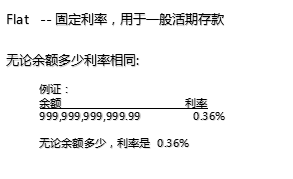 Flat -- 固定利率，用于一般活期存款
无论余额多少利率相同:
例证：
余额 利率
999,999,999,999.99 0.36%
无论余额多少，利率是 0.36%